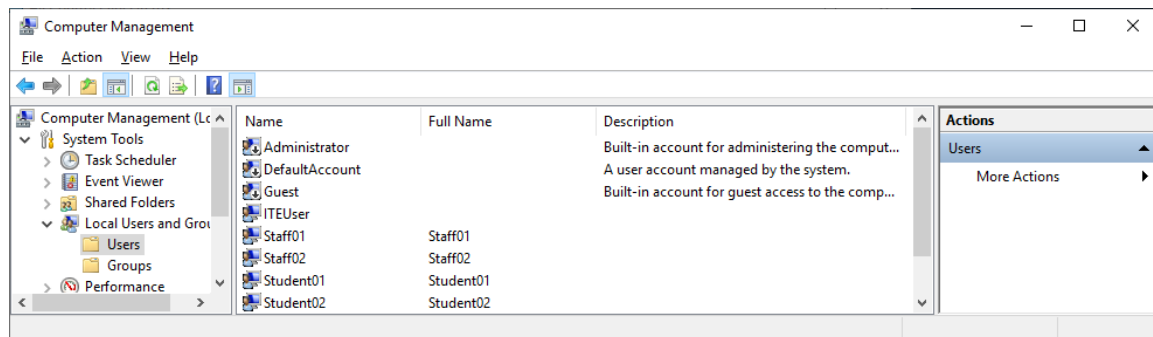 Computer Management
File Action View Help
Computer Management (Lc
System Tools
Task Scheduler
Event Viewer
Shared Folders
Local Users and Grou
Users
Groups
Performance
Name Full Name Description
Administrator Built-in account for administering the comput...
DefaultAccount A user account managed by the system.
Guest Built-in account for guest access to the comp...
ITEUser
Staff01 Staff01
Staff02 Staff02
Student01 Student01
Student02 Student02
Actions
Users
More Actions